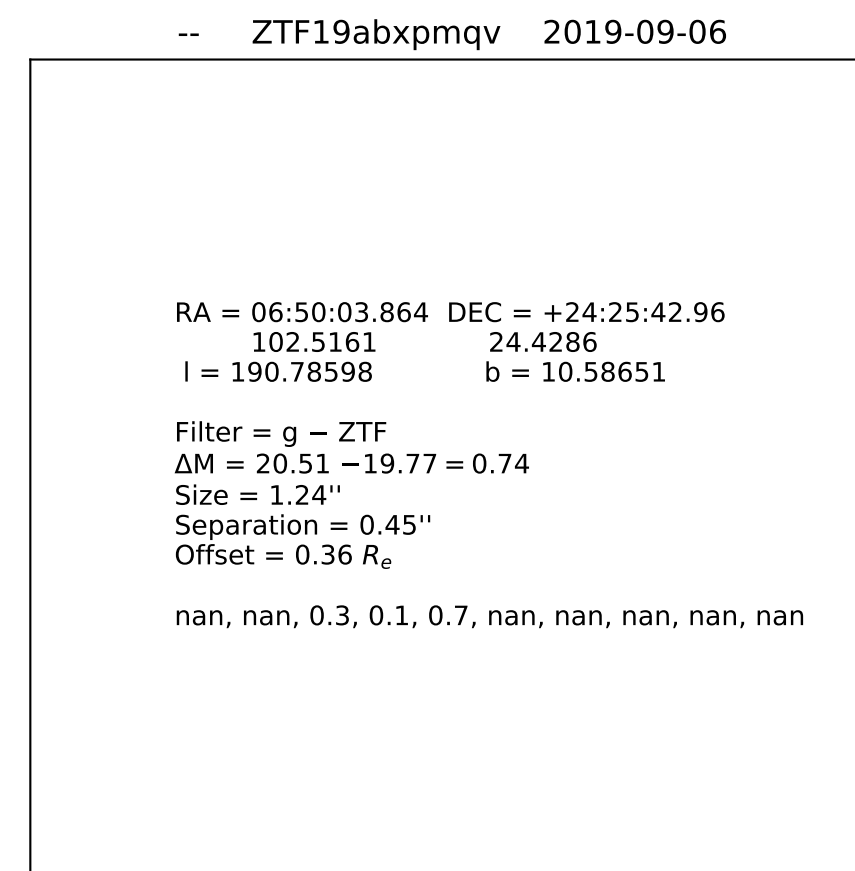 -- ZTF19abxpmqv 2019-09-06
RA = 06:50:03.864 DEC = +24:25:42.96
102.5161 24.4286
l = 190.78598 b = 10.58651
Filter = g − ZTF
ΔM = 20.51 −19.77 = 0.74
Size = 1.24''
Separation = 0.45''
Offset = 0.36 Rₑ
nan, nan, 0.3, 0.1, 0.7, nan, nan, nan, nan, nan